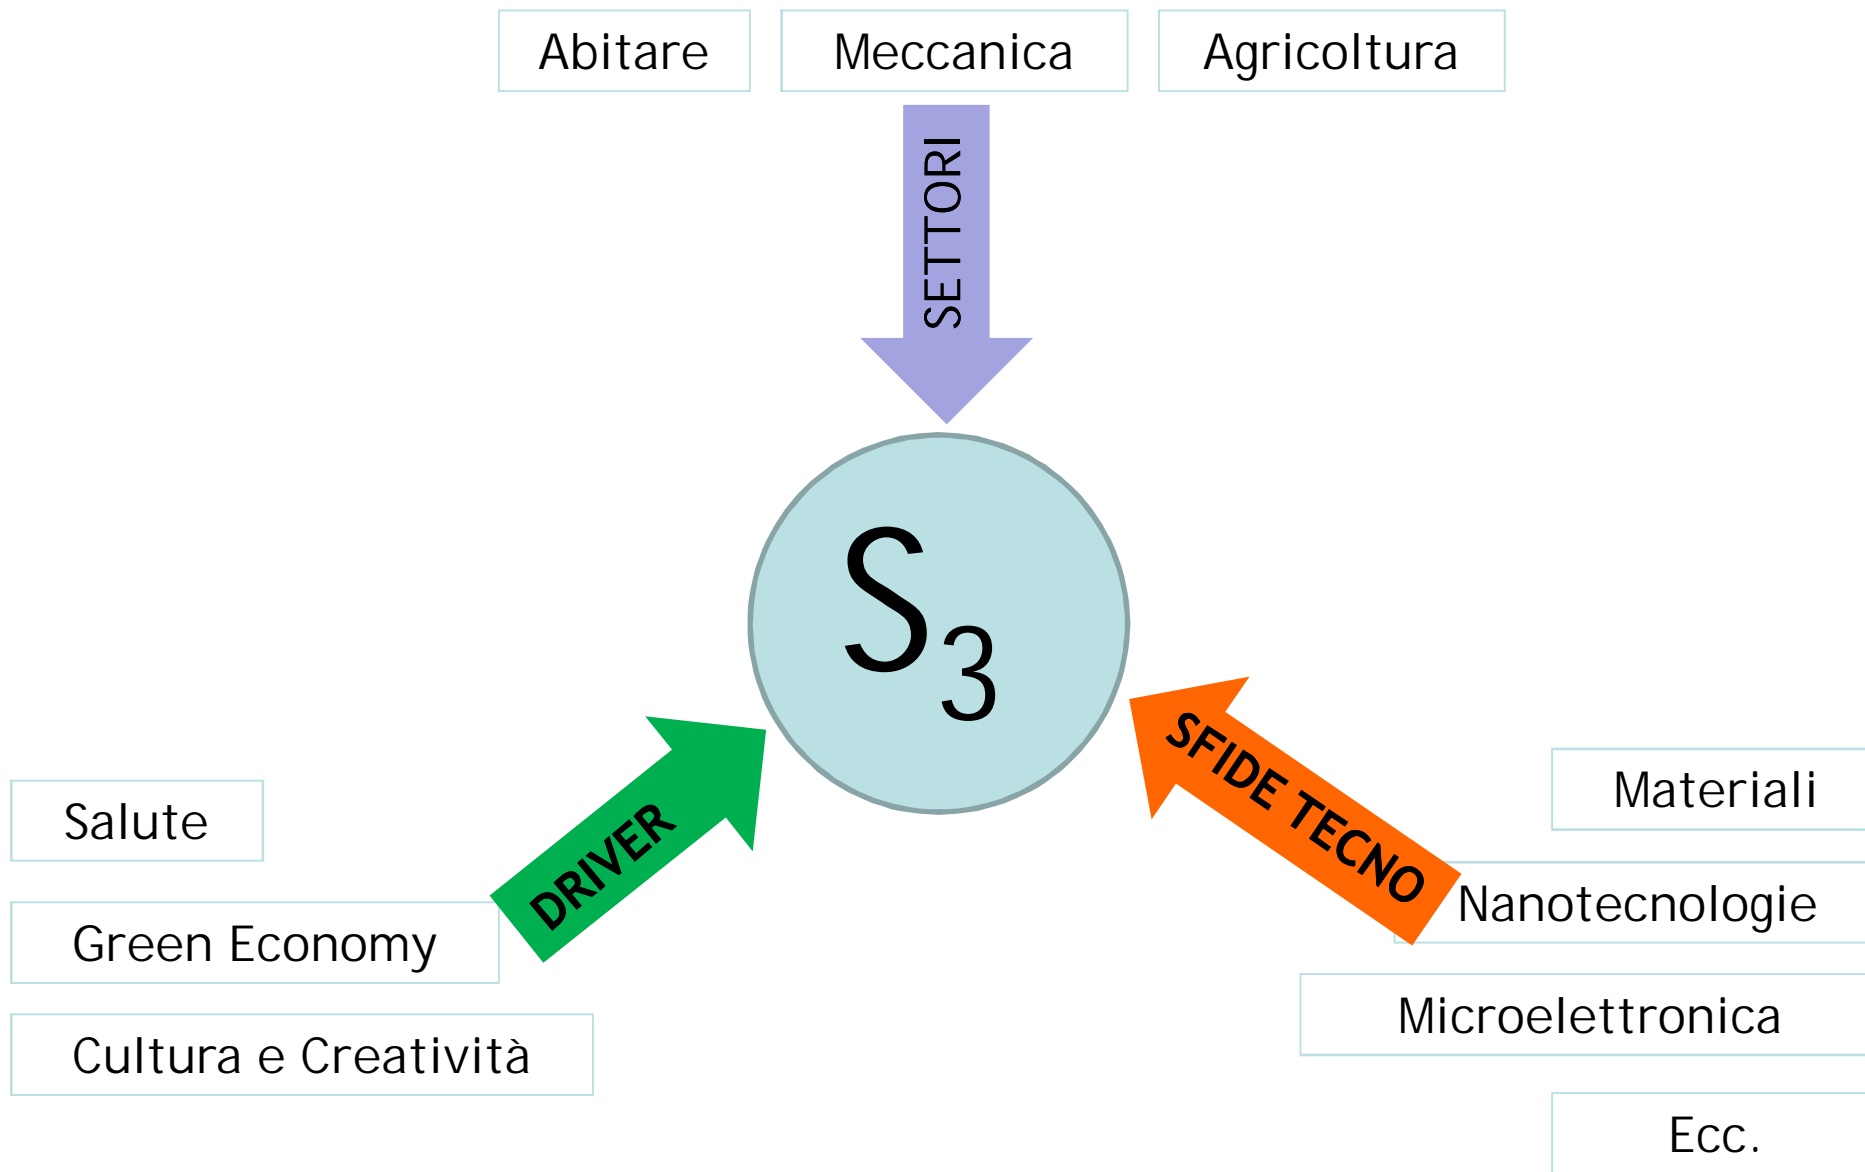 Abitare
Meccanica
Agricoltura
SETTORI
S3
DRIVER
SFIDE TECNO
Salute
Green Economy
Cultura e Creatività
Materiali
Nanotecnologie
Microelettronica
Ecc.